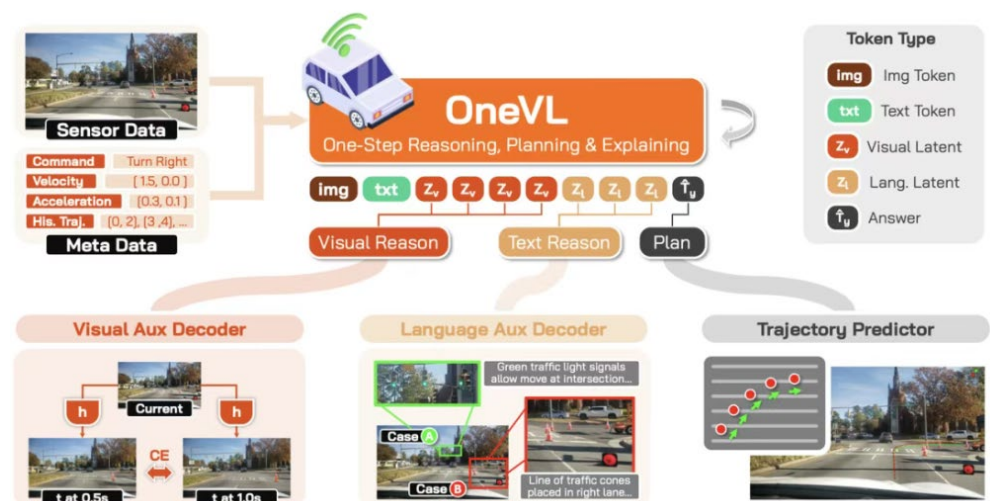 Sensor Data
Command Turn Right
Velocity [1.5, 0.0]
Acceleration [0.3, 0.1]
His. Traj. [0, 2], [3 ,4], ...
Meta Data
OneVL
One-Step Reasoning, Planning & Explaining
img txt Zv Zv Zv Zv Zl Zl Zl ↑y
Visual Reason Text Reason Plan
Token Type
img Img Token
txt Text Token
Zv Visual Latent
Zl Lang. Latent
↑y Answer
Visual Aux Decoder
Current
h h
CE
t at 0.5s t at 1.0s
Language Aux Decoder
Green traffic light signals
allow move at intersection...
Case A
Case B
Line of traffic cones
placed in right lane...
Trajectory Predictor